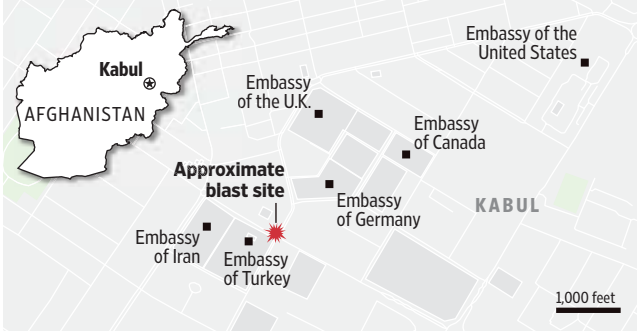 Kabul
AFGHANISTAN
Embassy of the
United States
Embassy
of the U.K.
Embassy
of Canada
Approximate
blast site
Embassy
of Germany
KABUL
Embassy
of Iran
Embassy
of Turkey
1,000 feet